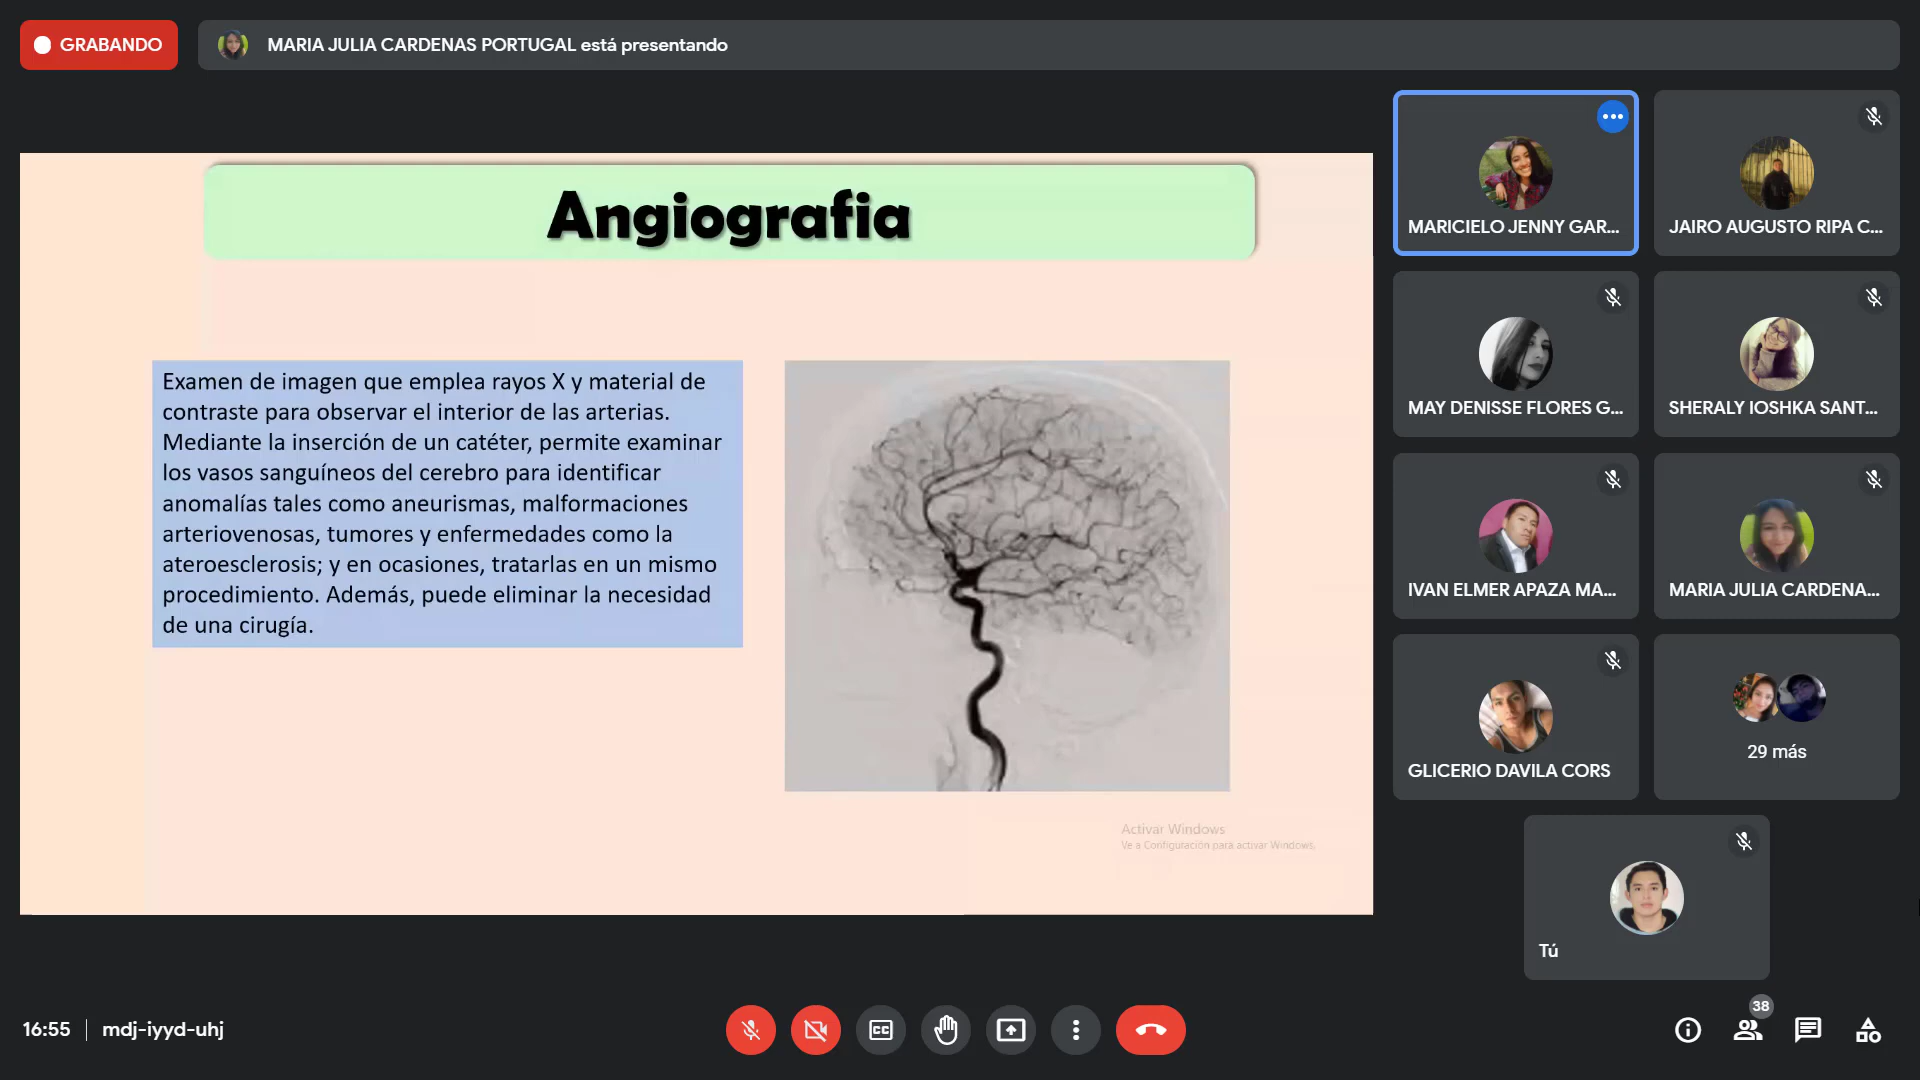 GRABANDO
MARIA JULIA CARDENAS PORTUGAL está presentando
Angiografia
Examen de imagen que emplea rayos X y material de
contraste para observar el interior de las arterias.
Mediante la inserción de un catéter, permite examinar
los vasos sanguíneos del cerebro para identificar
anomalías tales como aneurismas, malformaciones
arteriovenosas, tumores y enfermedades como la
ateroesclerosis; y en ocasiones, tratarlas en un mismo
procedimiento. Además, puede eliminar la necesidad
de una cirugía.
Activar Windows
Ve a Configuración para activar Windows.
MARICIELO JENNY GAR...
JAIRO AUGUSTO RIPA C...
MAY DENISSE FLORES G...
SHERALY IOSHKA SANT...
IVAN ELMER APAZA MA...
MARIA JULIA CARDENA...
GLICERIO DAVILA CORS
29 más
Tú
16:55
mdj-iyyd-uhj
CC
38